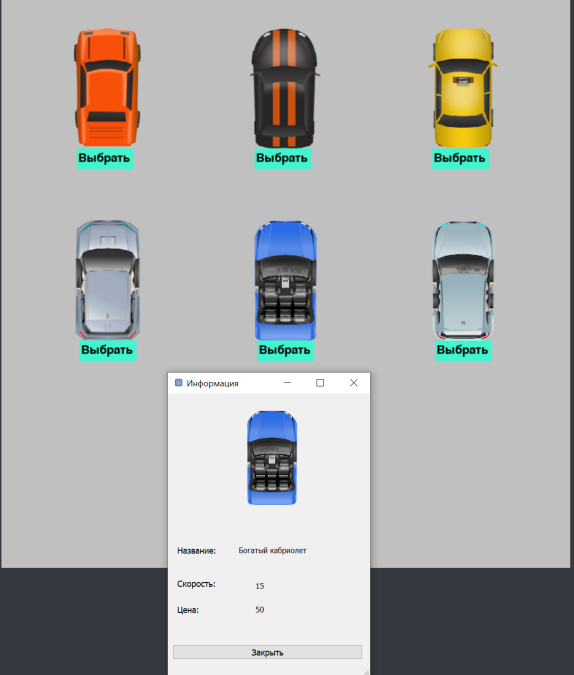 Выбрать Выбрать Выбрать
Выбрать Выбрать Выбрать
Информация
Название: Богатый кабриолет
Скорость: 15
Цена: 50
Закрыть